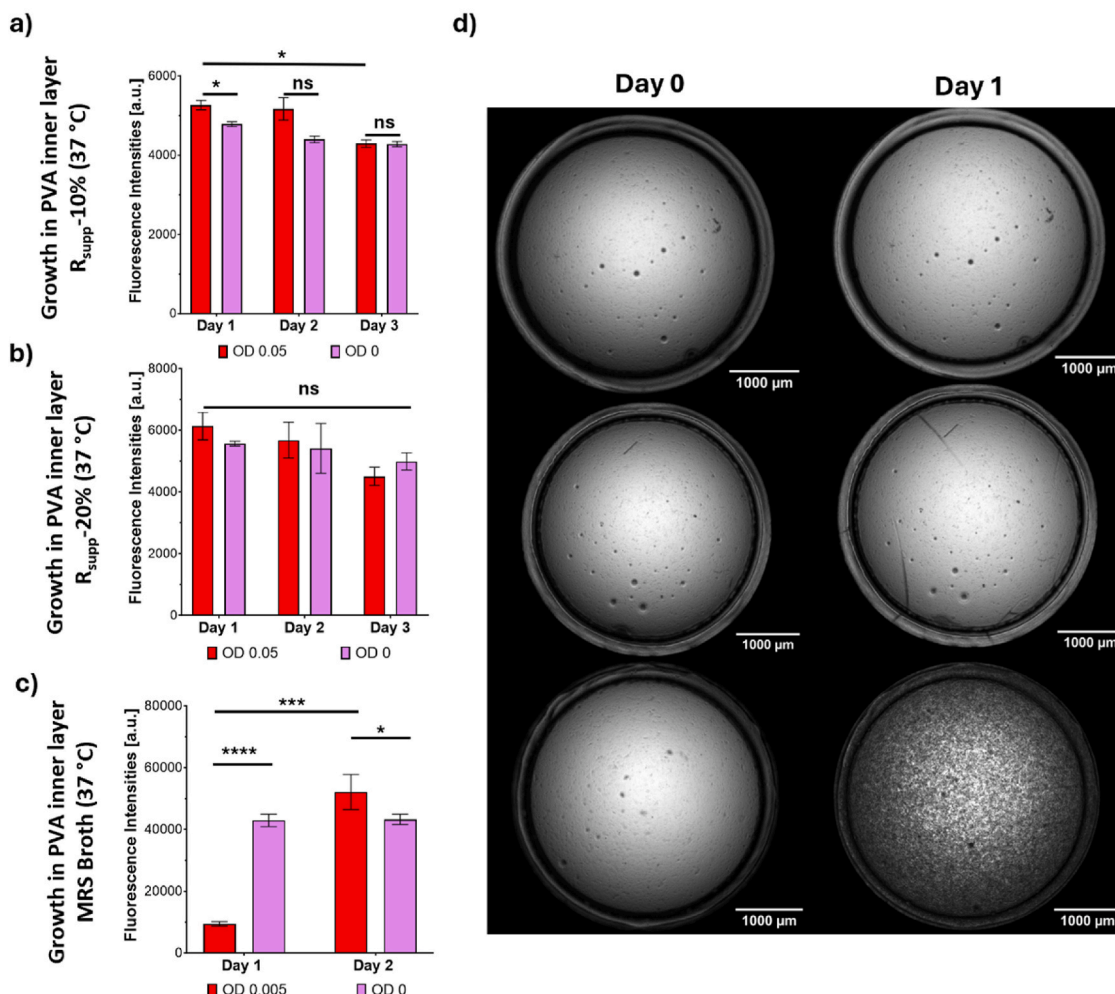 a)
Growth in PVA inner layer
Rsupp-10% (37 °C)
Fluorescence Intensities [a.u.]
6000
4000
2000
0
*
*
ns
ns
Day 1
Day 2
Day 3
OD 0.05
OD 0
b)
Growth in PVA inner layer
Rsupp-20% (37 °C)
Fluorescence Intensities [a.u.]
8000
6000
4000
2000
0
ns
Day 1
Day 2
Day 3
OD 0.05
OD 0
c)
Growth in PVA inner layer
MRS Broth (37 °C)
Fluorescence Intensities [a.u.]
80000
60000
40000
20000
10000
0
***
****
*
Day 1
Day 2
OD 0.005
OD 0
d)
Day 0
Day 1
1000 µm
1000 µm
1000 µm
1000 µm
1000 µm
1000 µm